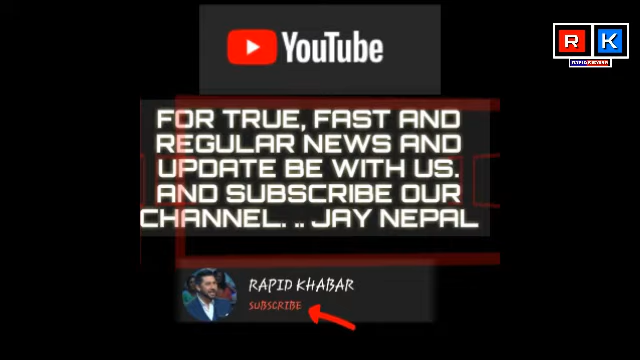 YouTube
R K
FOR TRUE, FAST AND
REGULAR NEWS AND
UPDATE BE WITH US.
AND SUBSCRIBE OUR
CHANNEL. .. JAY NEPAL
RAPID KHABAR
SUBSCRIBE